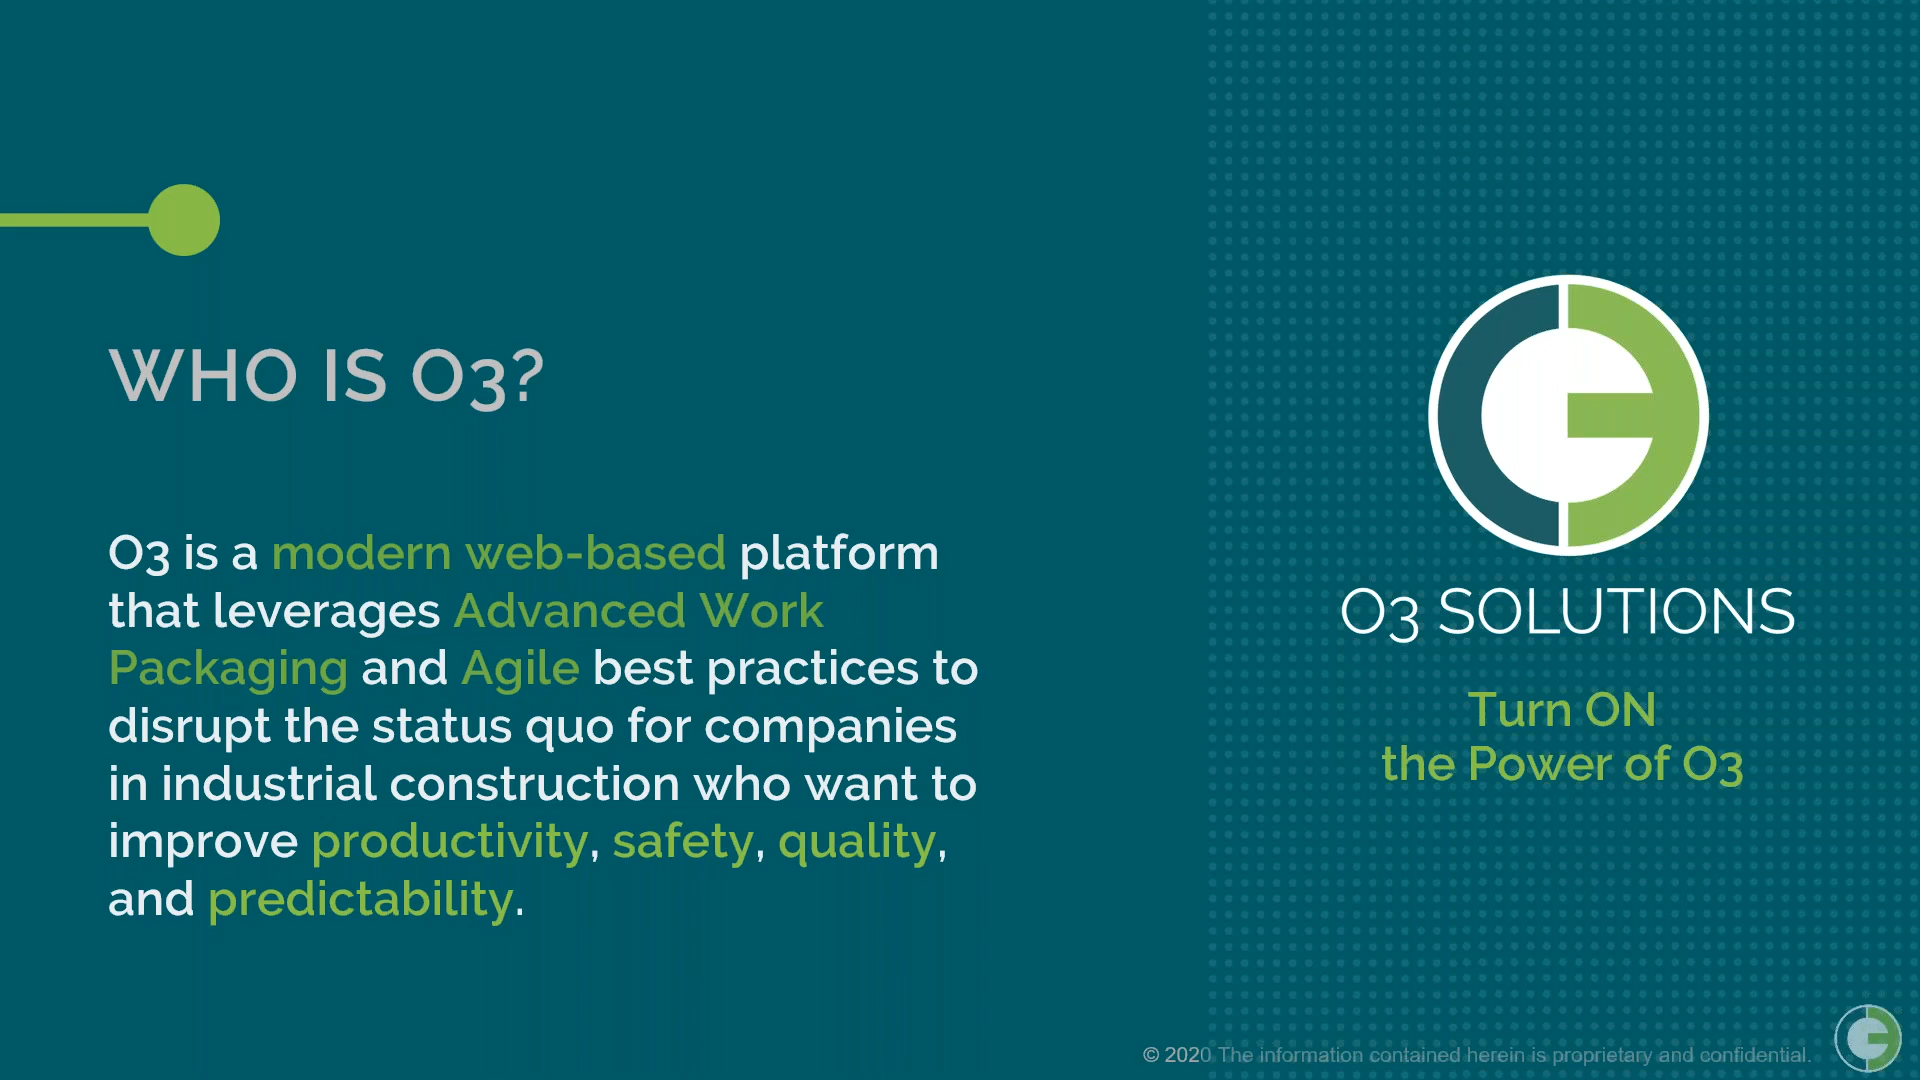 WHO IS O3?
O3 is a modern web-based platform
that leverages Advanced Work
Packaging and Agile best practices to
disrupt the status quo for companies
in industrial construction who want to
improve productivity, safety, quality,
and predictability.
O3 SOLUTIONS
Turn ON
the Power of O3
© 2020 The information contained herein is proprietary and confidential.